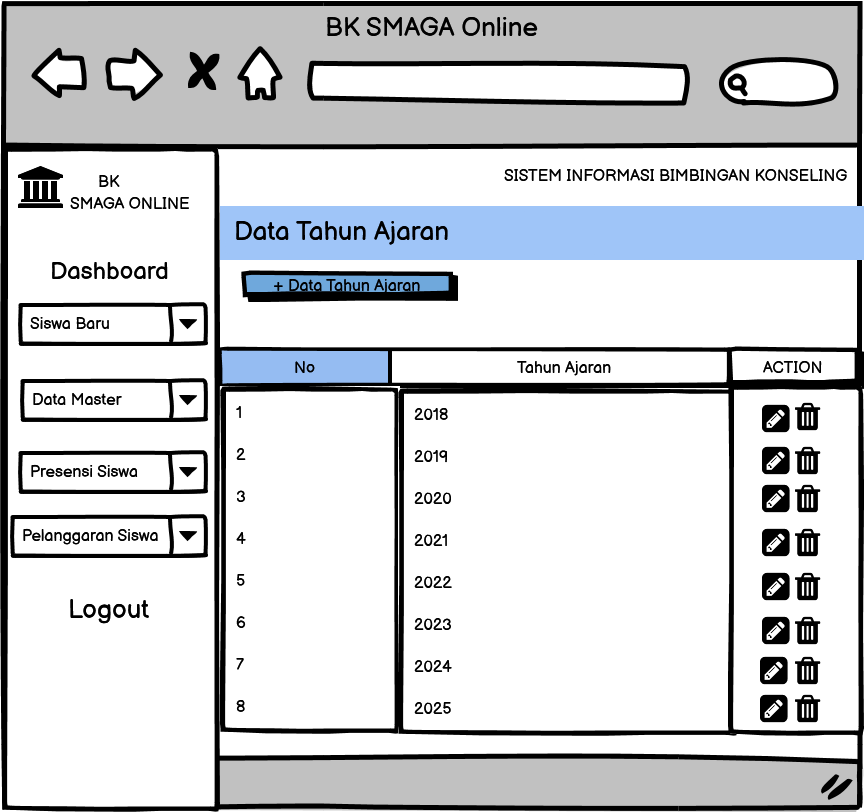 BK SMAGA Online
BK
SMAGA ONLINE
SISTEM INFORMASI BIMBINGAN KONSELING
Data Tahun Ajaran
+ Data Tahun Ajaran
Dashboard
Siswa Baru
Data Master
Presensi Siswa
Pelanggaran Siswa
Logout
No Tahun Ajaran ACTION
1 2018
2 2019
3 2020
4 2021
5 2022
6 2023
7 2024
8 2025